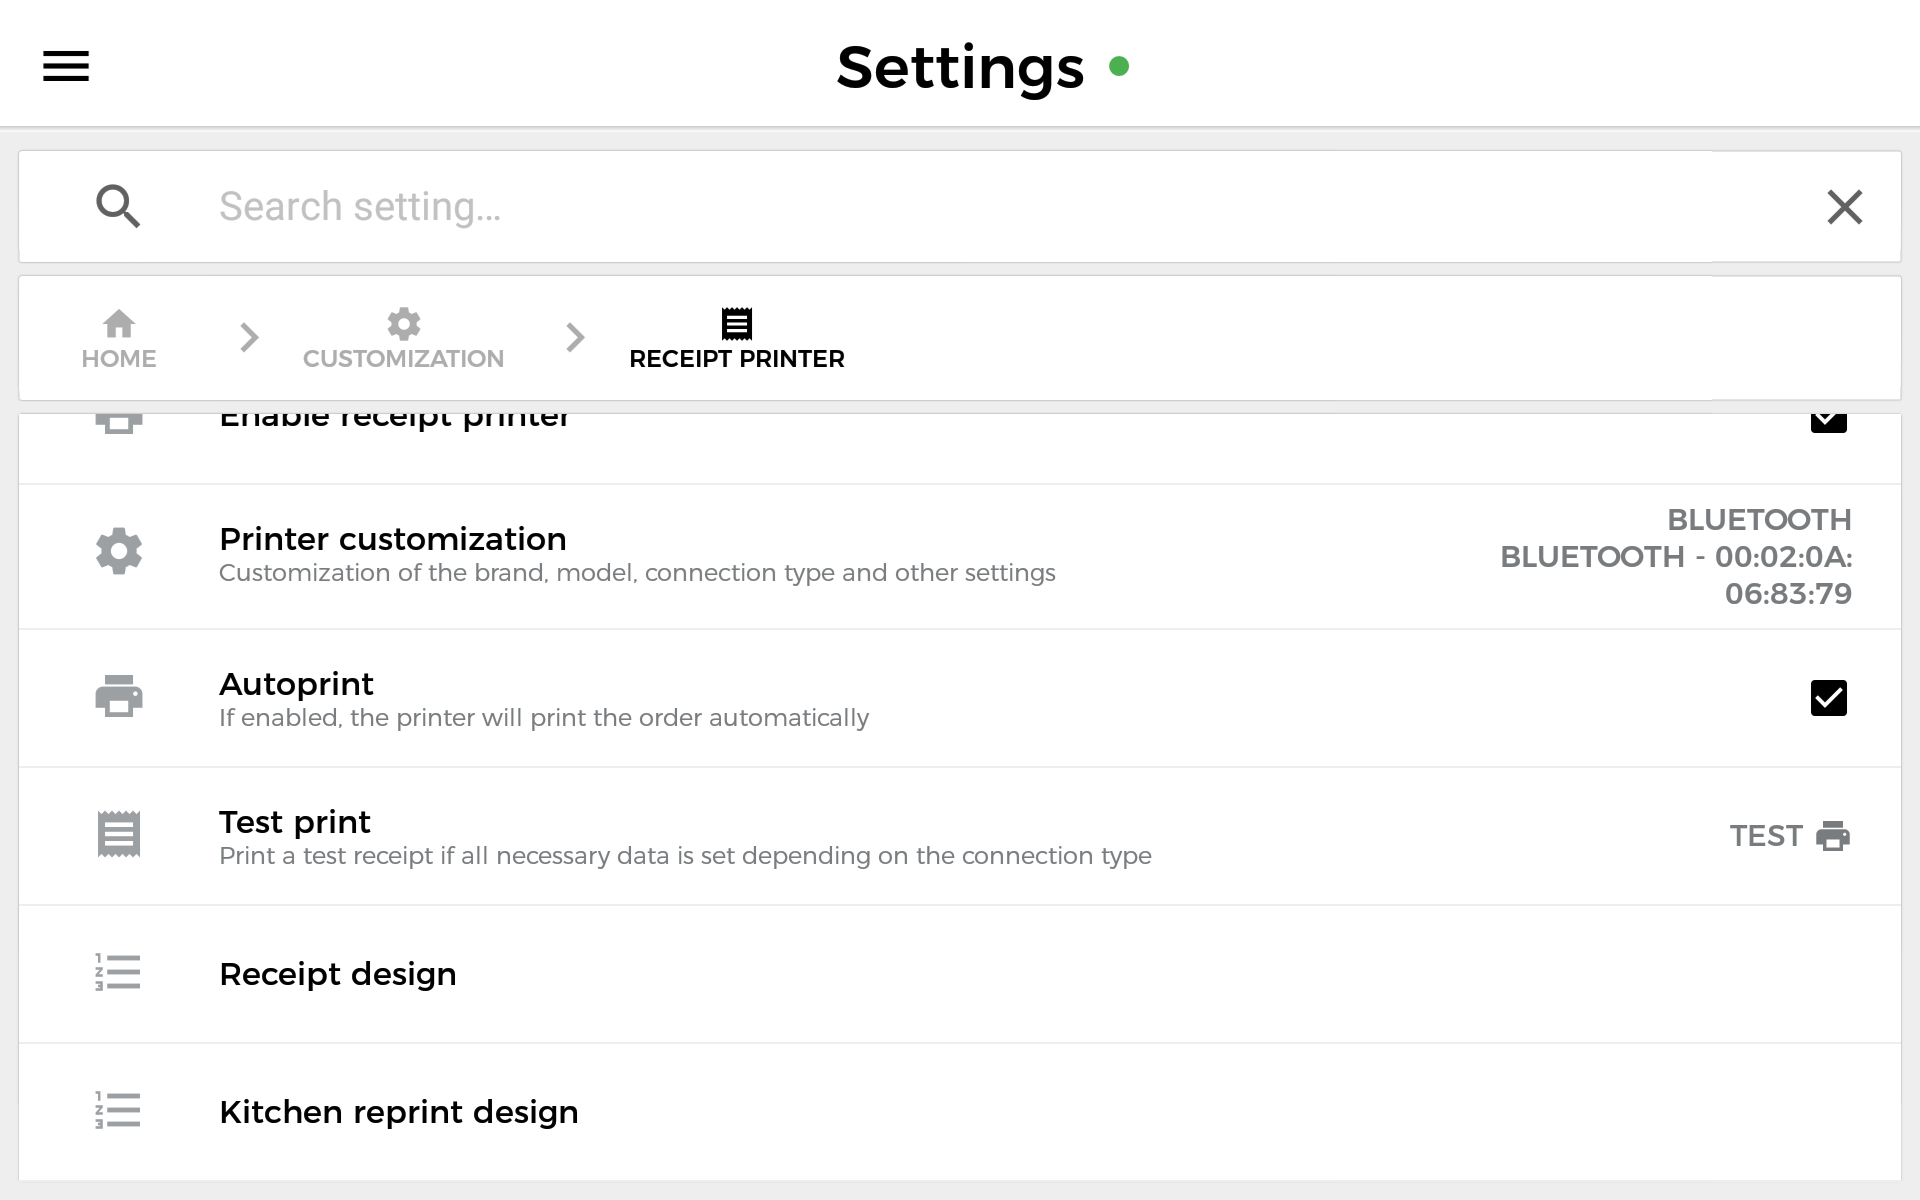 Settings
Search setting...
HOME
CUSTOMIZATION
RECEIPT PRINTER
Enable receipt printer
Printer customization
Customization of the brand, model, connection type and other settings
BLUETOOTH
BLUETOOTH - 00:02:0A:
06:83:79
Autoprint
If enabled, the printer will print the order automatically
Test print
Print a test receipt if all necessary data is set depending on the connection type
TEST
Receipt design
Kitchen reprint design